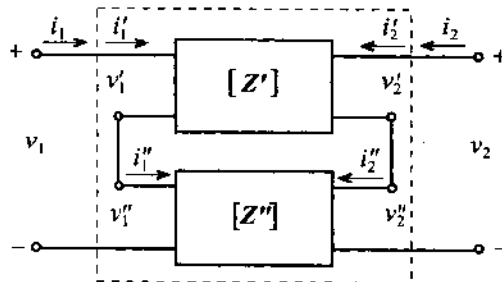 i₁ i₁′ i₂′ i₂
+ v₁′ [Z′] v₂′ +
v₁ i₁″ i₂″ v₂
v₁″ [Z″] v₂″
− −